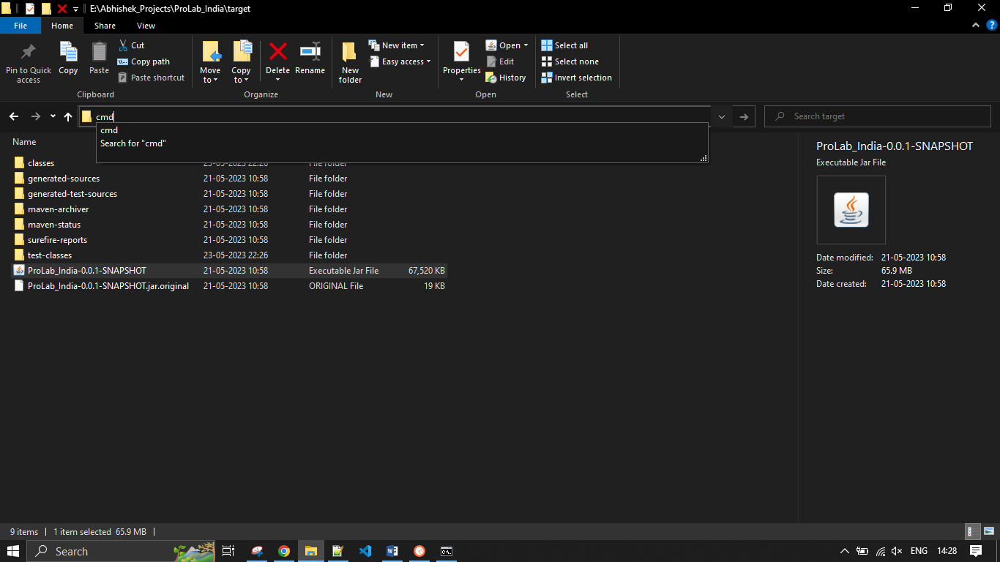 E:\Abhishek_Projects\ProLab_India\target
File Home Share View
Pin to Quick access
Copy
Paste
Cut
Copy path
Paste shortcut
Clipboard
Move to
Copy to
Delete
Rename
Organize
New folder
New item
Easy access
New
Properties
Open
Edit
History
Open
Select all
Select none
Invert selection
Select
cmd
Search target
cmd
Search for "cmd"
Name
classes 23-05-2023 22:26 File folder
generated-sources 21-05-2023 10:58 File folder
generated-test-sources 21-05-2023 10:58 File folder
maven-archiver 21-05-2023 10:58 File folder
maven-status 21-05-2023 10:58 File folder
surefire-reports 21-05-2023 10:58 File folder
test-classes 23-05-2023 22:26 File folder
ProLab_India-0.0.1-SNAPSHOT 21-05-2023 10:58 Executable Jar File 67,520 KB
ProLab_India-0.0.1-SNAPSHOT.jar.original 21-05-2023 10:58 ORIGINAL File 19 KB
ProLab_India-0.0.1-SNAPSHOT
Executable Jar File
Date modified: 21-05-2023 10:58
Size: 65.9 MB
Date created: 21-05-2023 10:58
9 items 1 item selected 65.9 MB
Search
ENG 14:28